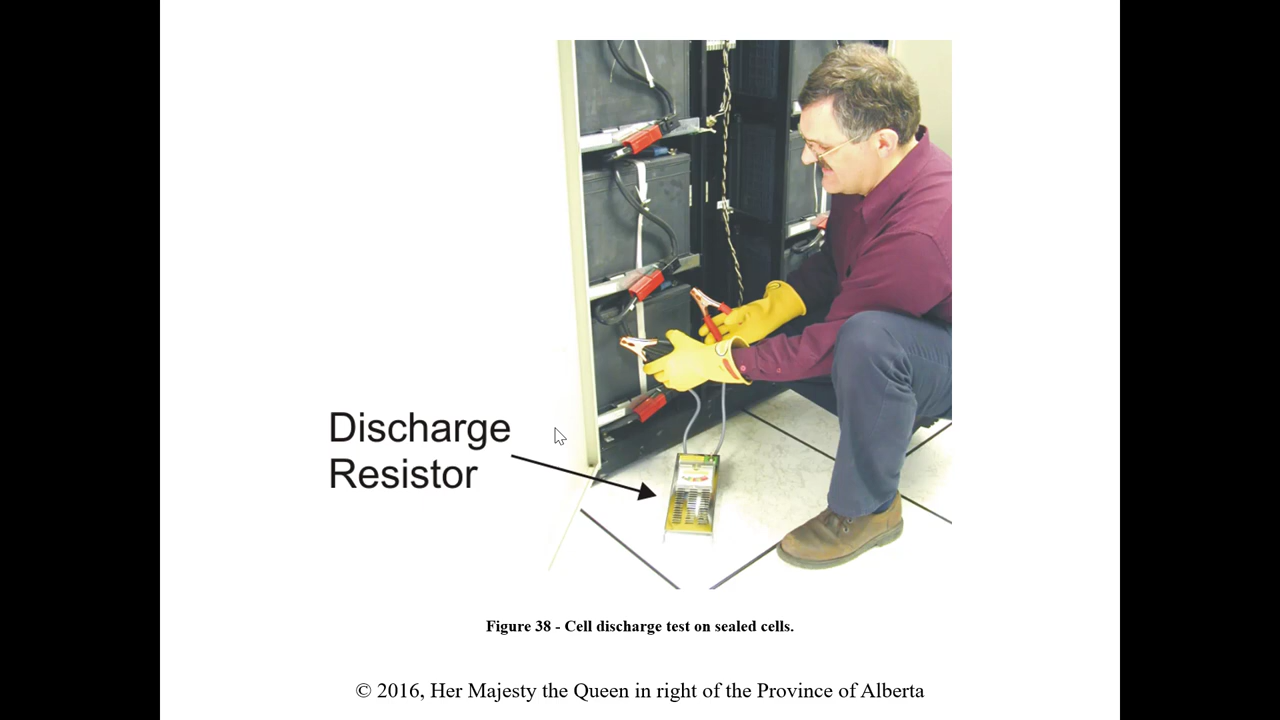 Discharge
Resistor
Figure 38 - Cell discharge test on sealed cells.
© 2016, Her Majesty the Queen in right of the Province of Alberta